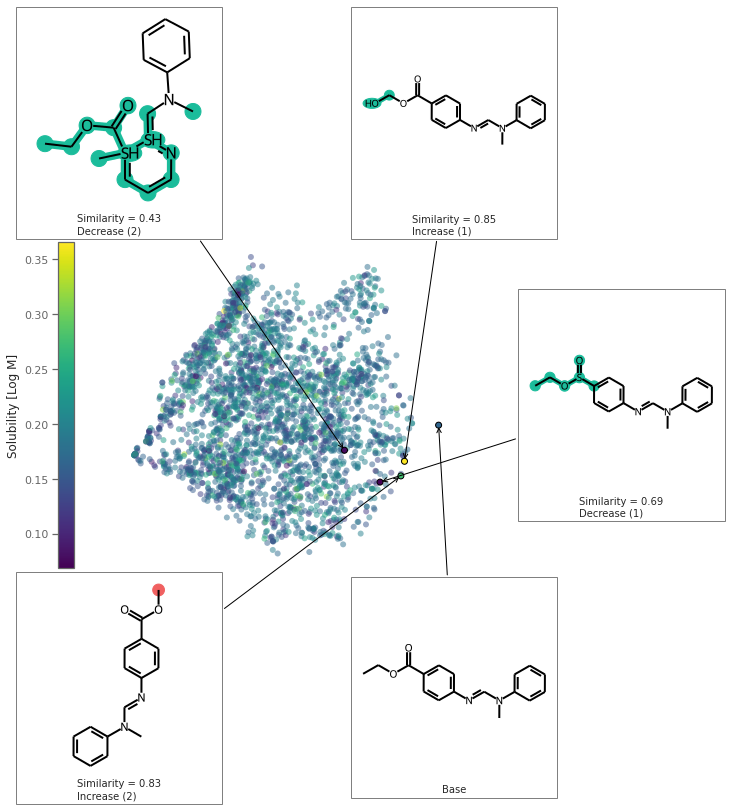 O
O
N
SH
SH
N
Similarity = 0.43
Decrease (2)
O
HO
O
N
N
Similarity = 0.85
Increase (1)
0.35
0.30
0.25
0.20
0.15
0.10
Solubility [Log M]
O
S
O
N
N
Similarity = 0.69
Decrease (1)
O
O
N
N
Similarity = 0.83
Increase (2)
O
O
N
N
Base